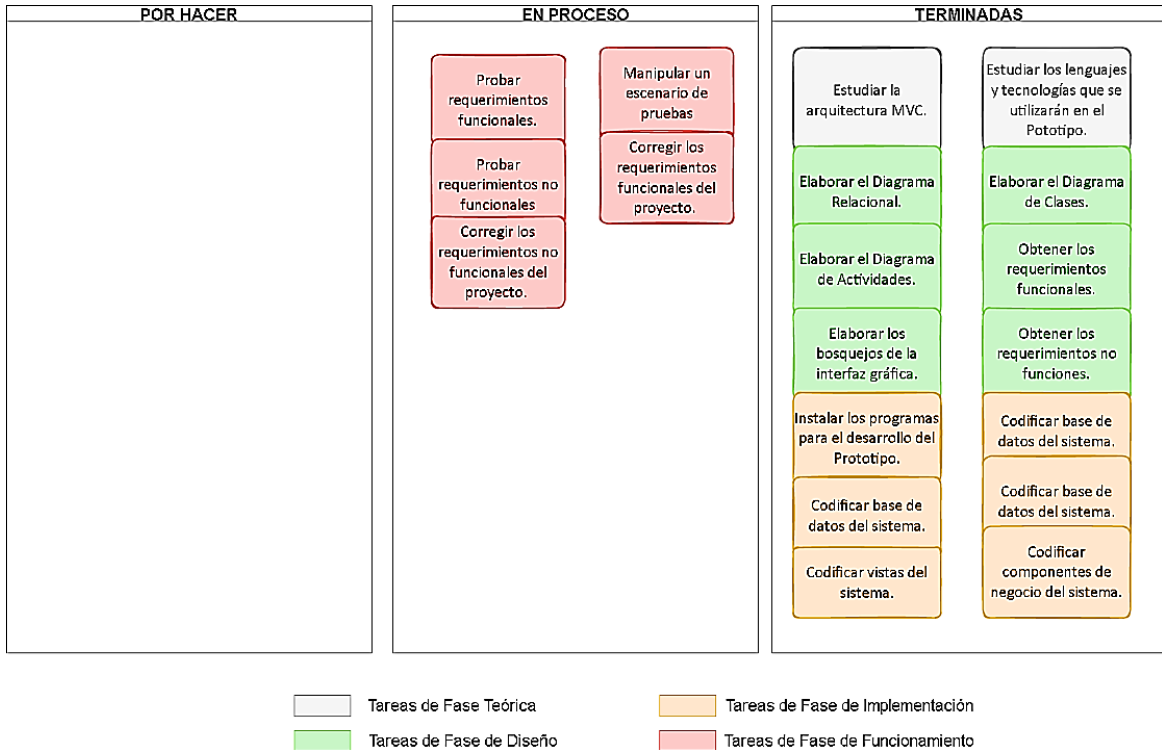 POR HACER
EN PROCESO
TERMINADAS
Probar
requerimientos
funcionales.
Probar
requerimientos no
funcionales
Corregir los
requerimientos no
funcionales del
proyecto.
Manipular un
escenario de
pruebas
Corregir los
requerimientos
funcionales del
proyecto.
Estudiar la
arquitectura MVC.
Elaborar el Diagrama
Relacional.
Elaborar el Diagrama
de Actividades.
Elaborar los
bosquejos de la
interfaz gráfica.
Instalar los programas
para el desarrollo del
Prototipo.
Codificar base de
datos del sistema.
Codificar vistas del
sistema.
Estudiar los lenguajes
y tecnologías que se
utilizarán en el
Pototipo.
Elaborar el Diagrama
de Clases.
Obtener los
requerimientos
funcionales.
Obtener los
requerimientos no
funciones.
Codificar base de
datos del sistema.
Codificar base de
datos del sistema.
Codificar
componentes de
negocio del sistema.
Tareas de Fase Teórica
Tareas de Fase de Implementación
Tareas de Fase de Diseño
Tareas de Fase de Funcionamiento